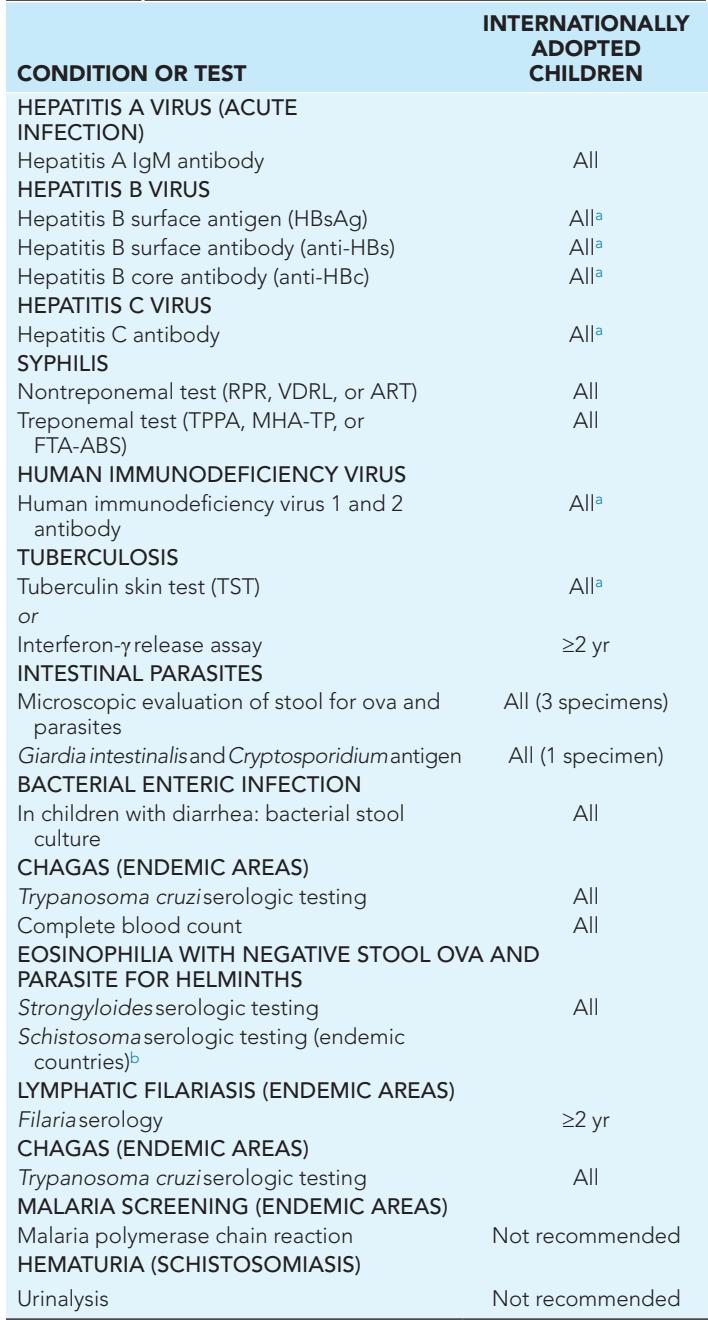 CONDITION OR TEST
INTERNATIONALLY
ADOPTED
CHILDREN
HEPATITIS A VIRUS (ACUTE
INFECTION)
Hepatitis A IgM antibody All
HEPATITIS B VIRUS
Hepatitis B surface antigen (HBsAg) All a
Hepatitis B surface antibody (anti-HBs) All a
Hepatitis B core antibody (anti-HBc) All a
HEPATITIS C VIRUS
Hepatitis C antibody All a
SYPHILIS
Nontreponemal test (RPR, VDRL, or ART) All
Treponemal test (TPPA, MHA-TP, or All
FTA-ABS)
HUMAN IMMUNODEFICIENCY VIRUS
Human immunodeficiency virus 1 and 2 All a
antibody
TUBERCULOSIS
Tuberculin skin test (TST) All a
or
Interferon-γ release assay ≥2 yr
INTESTINAL PARASITES
Microscopic evaluation of stool for ova and All (3 specimens)
parasites
Giardia intestinalis and Cryptosporidium antigen All (1 specimen)
BACTERIAL ENTERIC INFECTION
In children with diarrhea: bacterial stool All
culture
CHAGAS (ENDEMIC AREAS)
Trypanosoma cruzi serologic testing All
Complete blood count All
EOSINOPHILIA WITH NEGATIVE STOOL OVA AND
PARASITE FOR HELMINTHS
Strongyloides serologic testing All
Schistosoma serologic testing (endemic
countries) b
LYMPHATIC FILARIASIS (ENDEMIC AREAS)
Filaria serology ≥2 yr
CHAGAS (ENDEMIC AREAS)
Trypanosoma cruzi serologic testing All
MALARIA SCREENING (ENDEMIC AREAS)
Malaria polymerase chain reaction Not recommended
HEMATURIA (SCHISTOSOMIASIS)
Urinalysis Not recommended